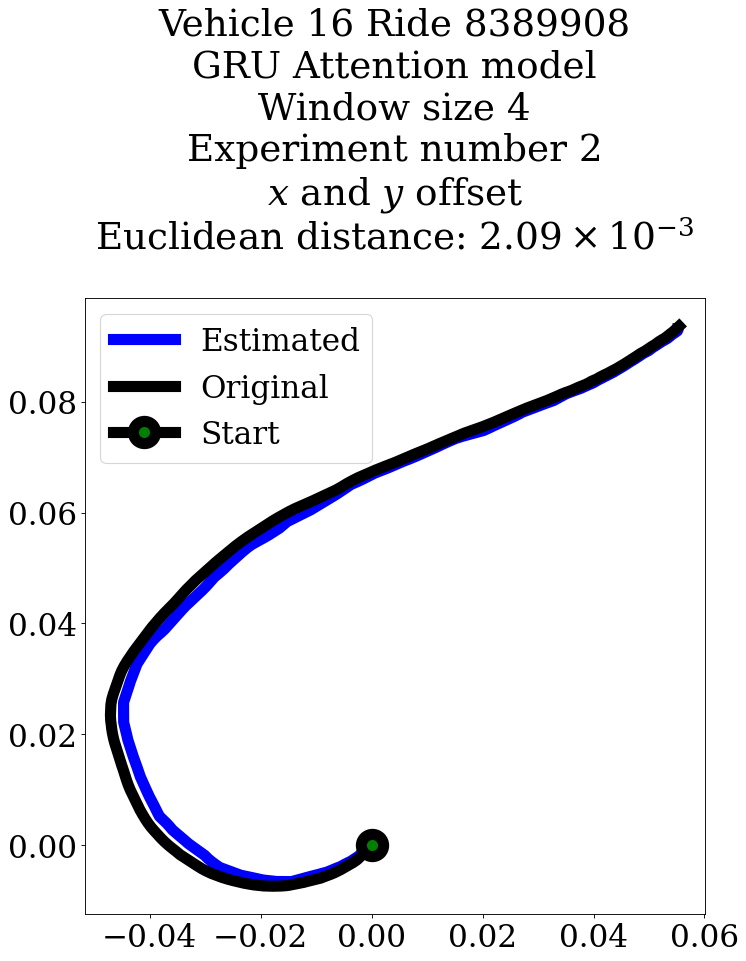 Vehicle 16 Ride 8389908
GRU Attention model
Window size 4
Experiment number 2
x and y offset
Euclidean distance: 2.09 × 10⁻³
Estimated
Original
Start
0.08
0.06
0.04
0.02
0.00
−0.04 −0.02 0.00 0.02 0.04 0.06